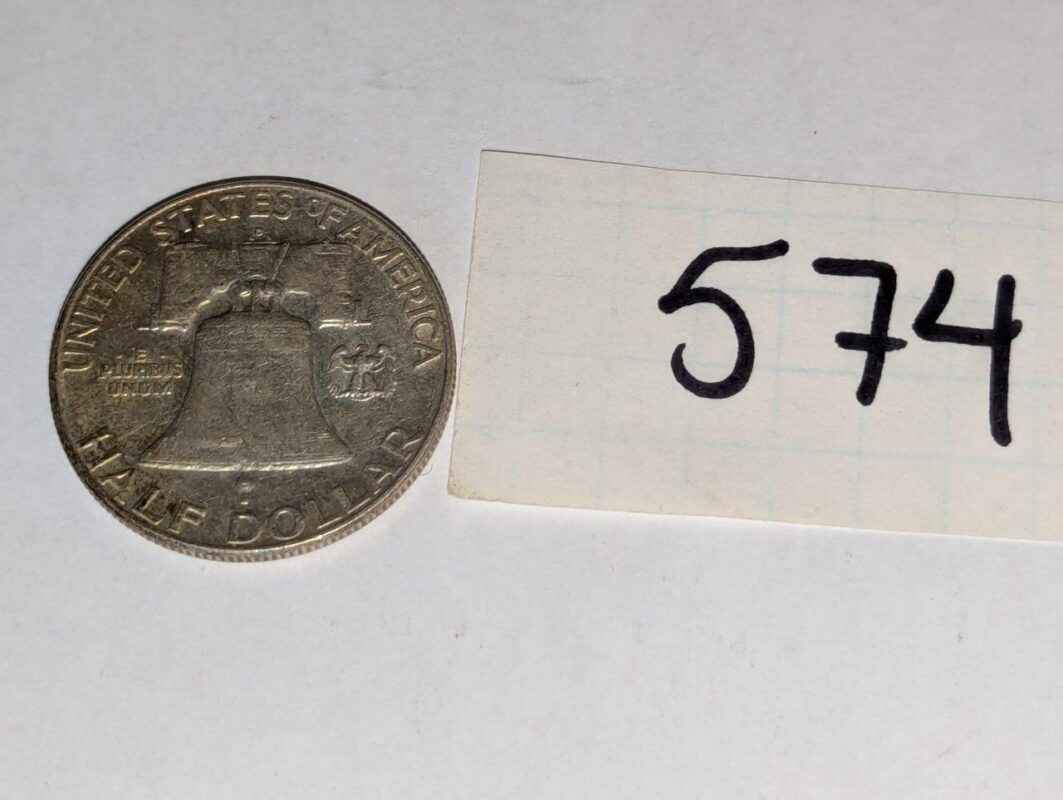 UNITED STATES OF AMERICA
D
E
PLURIBUS
UNUM
HALF DOLLAR
574